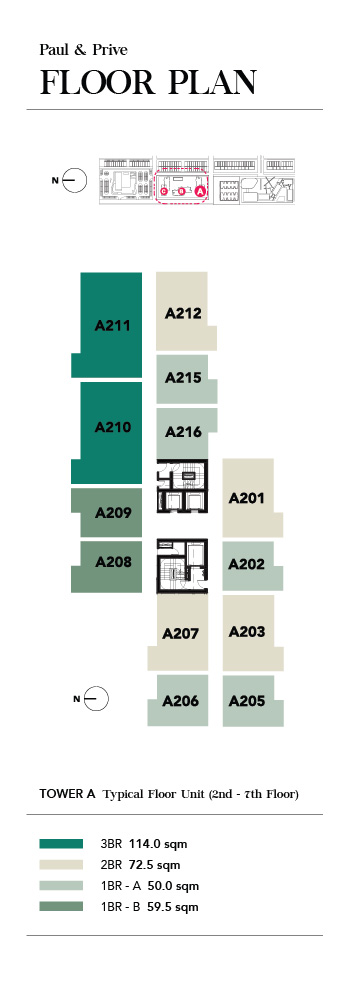 Paul & Prive
FLOOR PLAN
N
C B A
A211
A212
A215
A210
A216
A201
A209
A208
A202
A207
A203
N
A206
A205
TOWER A Typical Floor Unit (2nd - 7th Floor)
3BR 114.0 sqm
2BR 72.5 sqm
1BR - A 50.0 sqm
1BR - B 59.5 sqm